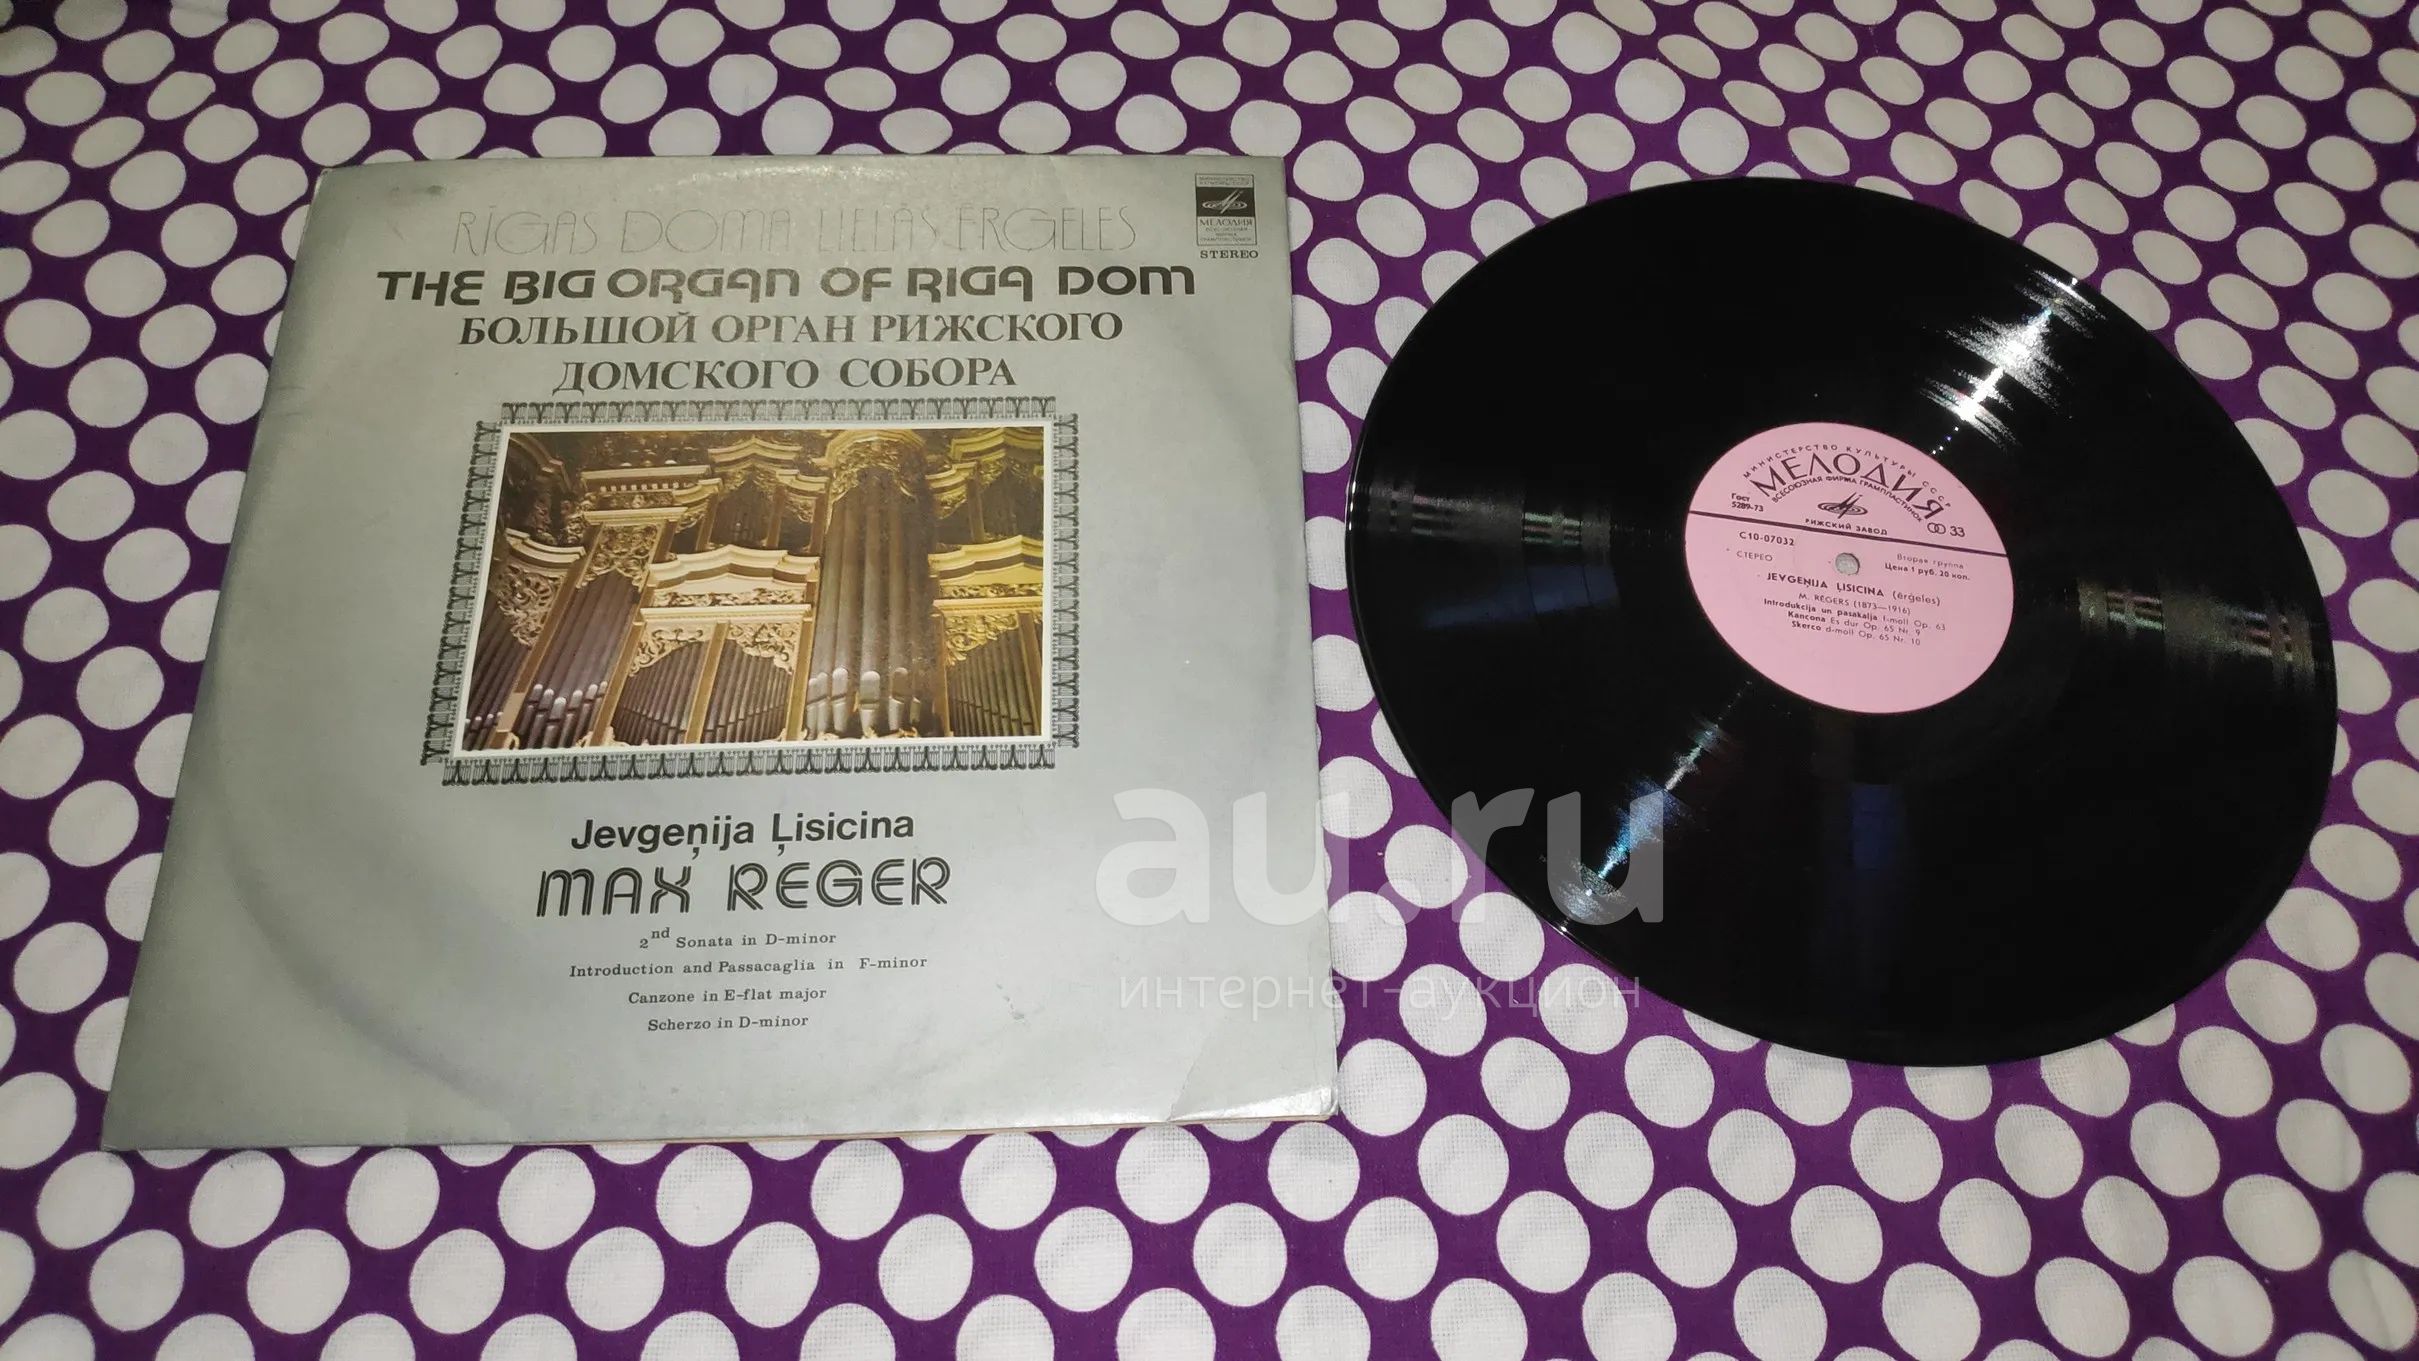 RĪGAS DOMA LIELĀS ĒRĢELES
THE BIG ORGAN OF RIGA DOM
БОЛЬШОЙ ОРГАН РИЖСКОГО
ДОМСКОГО СОБОРА
МЕЛОДИЯ
STEREO
Jevgeņija Ļisicina
MAX REGER
2nd Sonata in D-minor
Introduction and Passacaglia in F-minor
Canzone in E-flat major
Scherzo in D-minor
МИНИСТЕРСТВО КУЛЬТУРЫ СССР
МЕЛОДИЯ
ВСЕСОЮЗНАЯ ФИРМА ГРАМПЛАСТИНОК
Гост
5289-73
РИЖСКИЙ ЗАВОД
33
С10-07032
СТЕРЕО
Вторая группа
Цена 1 руб. 20 коп.
JEVGEŅIJA ĻISICINA (ērģeles)
M. RĒGERS (1873—1916)
Introdukcija un pasakalja f-moll Op. 63
Kancona Es dur Op. 65 Nr. 9
Skerco d-moll Op. 65 Nr. 10
au.ru
интернет-аукцион